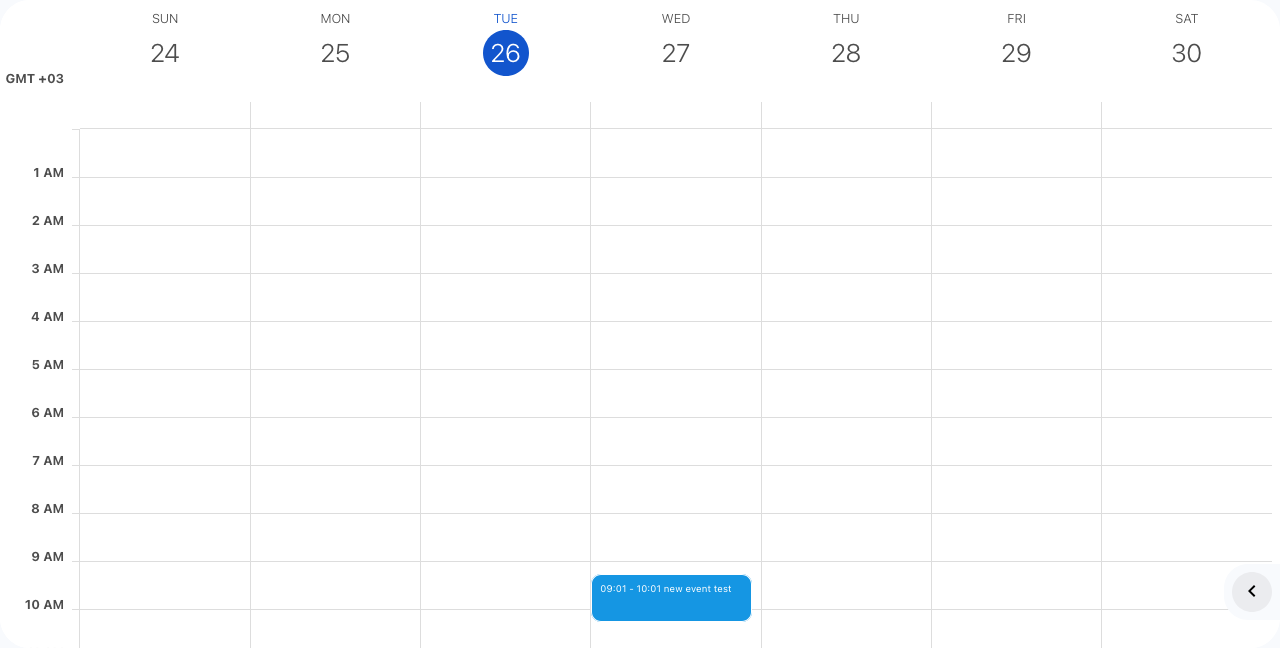 SUN MON TUE WED THU FRI SAT
24 25 26 27 28 29 30
GMT +03
1 AM
2 AM
3 AM
4 AM
5 AM
6 AM
7 AM
8 AM
9 AM
09:01 - 10:01 new event test
10 AM